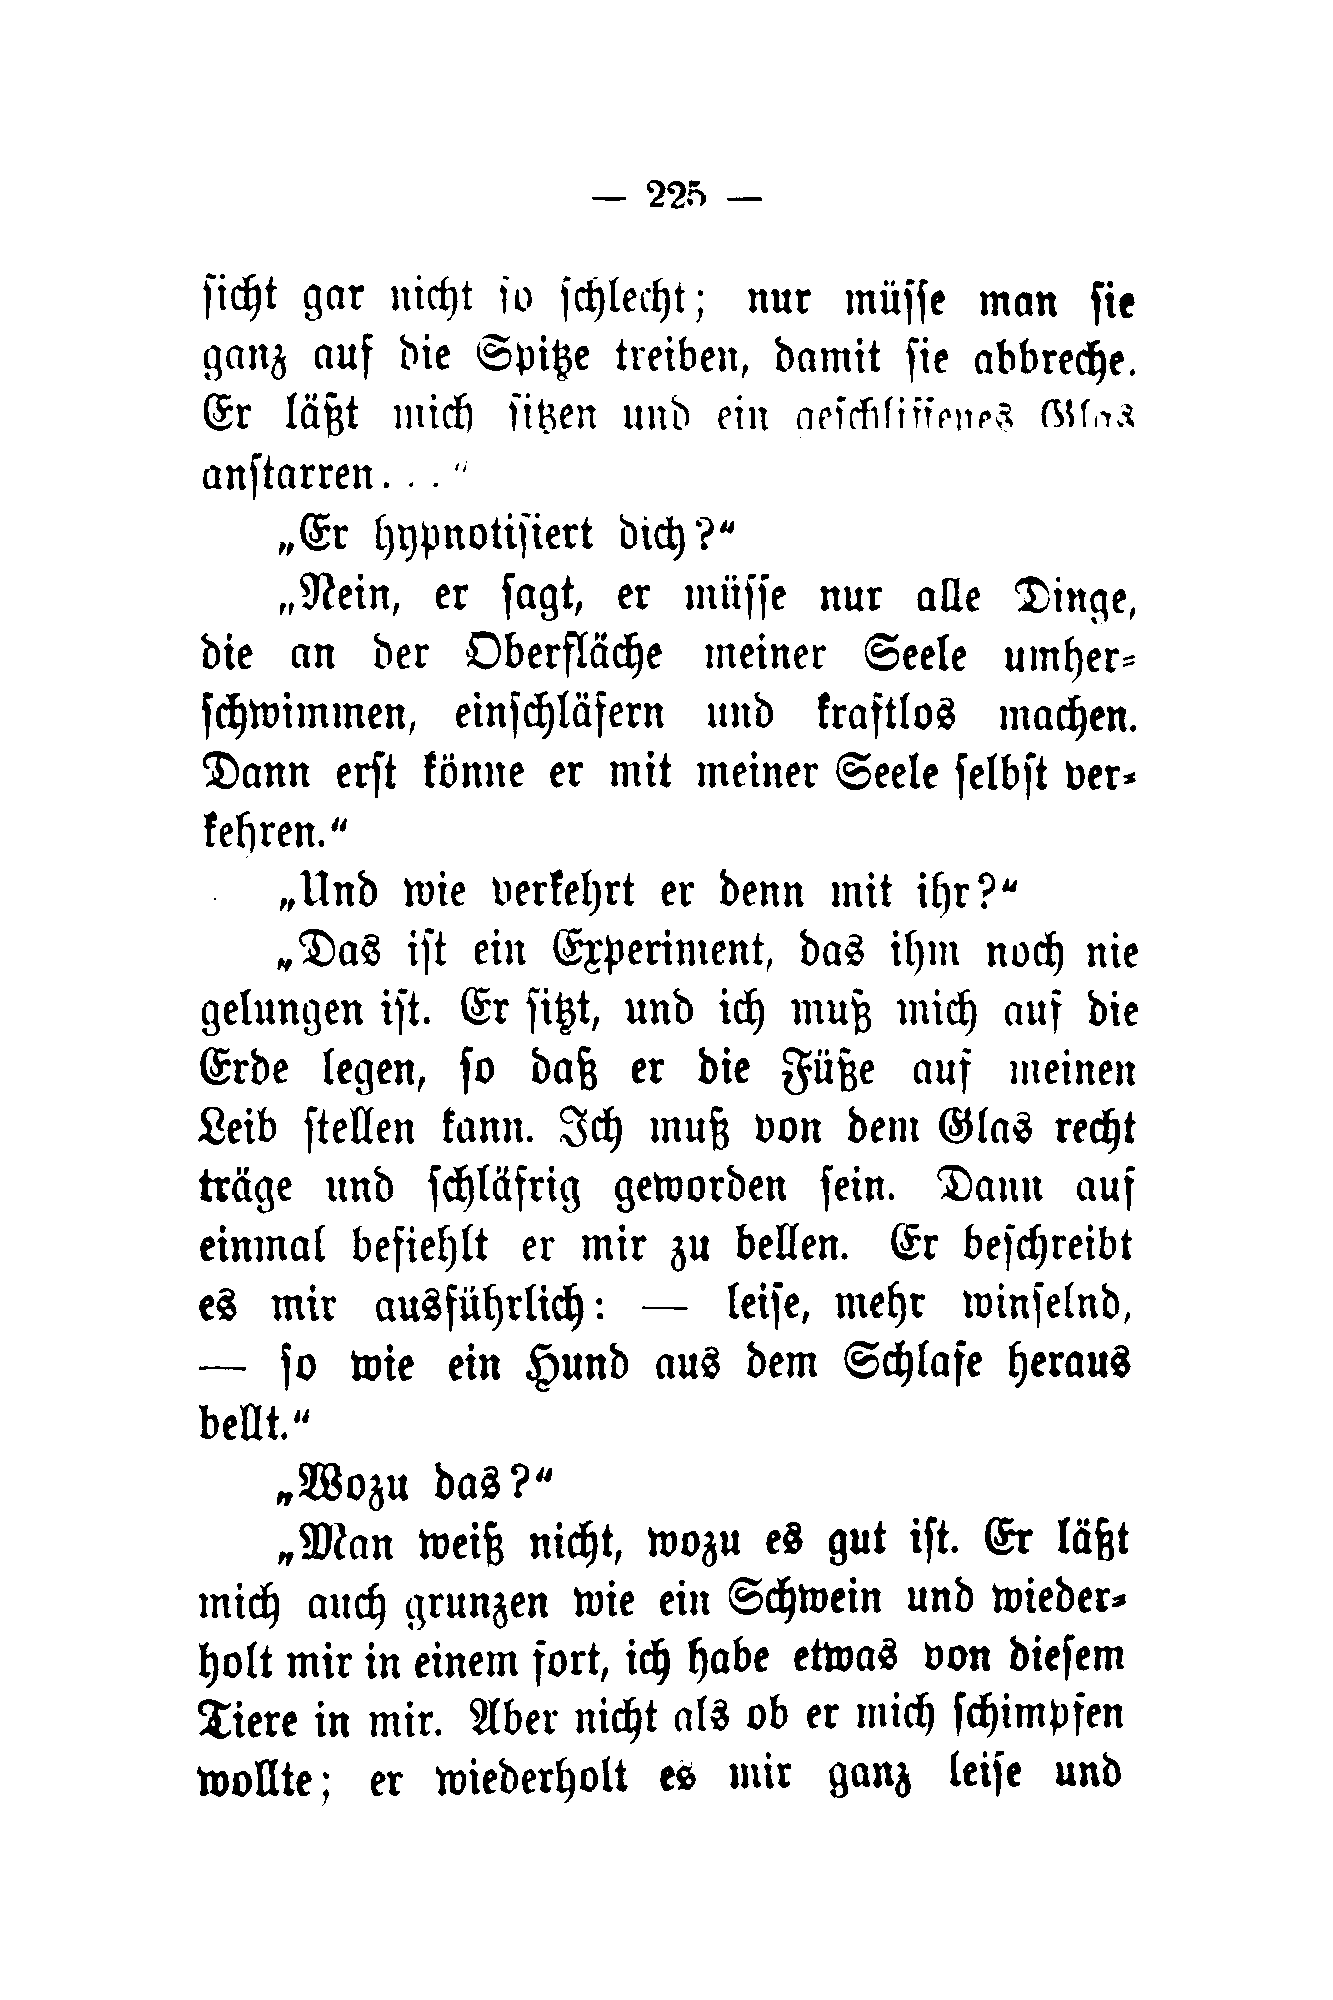 — 225 —
sicht gar nicht so schlecht; nur müsse man sie
ganz auf die Spitze treiben, damit sie abbreche.
Er läßt mich sitzen und ein geschliffenes Glas
anstarren. . . “
„Er hypnotisiert dich?“
„Nein, er sagt, er müsse nur alle Dinge,
die an der Oberfläche meiner Seele umher-
schwimmen, einschläfern und kraftlos machen.
Dann erst könne er mit meiner Seele selbst ver-
kehren.“
„Und wie verkehrt er denn mit ihr?“
„Das ist ein Experiment, das ihm noch nie
gelungen ist. Er sitzt, und ich muß mich auf die
Erde legen, so daß er die Füße auf meinen
Leib stellen kann. Ich muß von dem Glas recht
träge und schläfrig geworden sein. Dann auf
einmal befiehlt er mir zu bellen. Er beschreibt
es mir ausführlich: — leise, mehr winselnd,
— so wie ein Hund aus dem Schlafe heraus
bellt.“
„Wozu das?“
„Man weiß nicht, wozu es gut ist. Er läßt
mich auch grunzen wie ein Schwein und wieder-
holt mir in einem fort, ich habe etwas von diesem
Tiere in mir. Aber nicht als ob er mich schimpfen
wollte; er wiederholt es mir ganz leise und